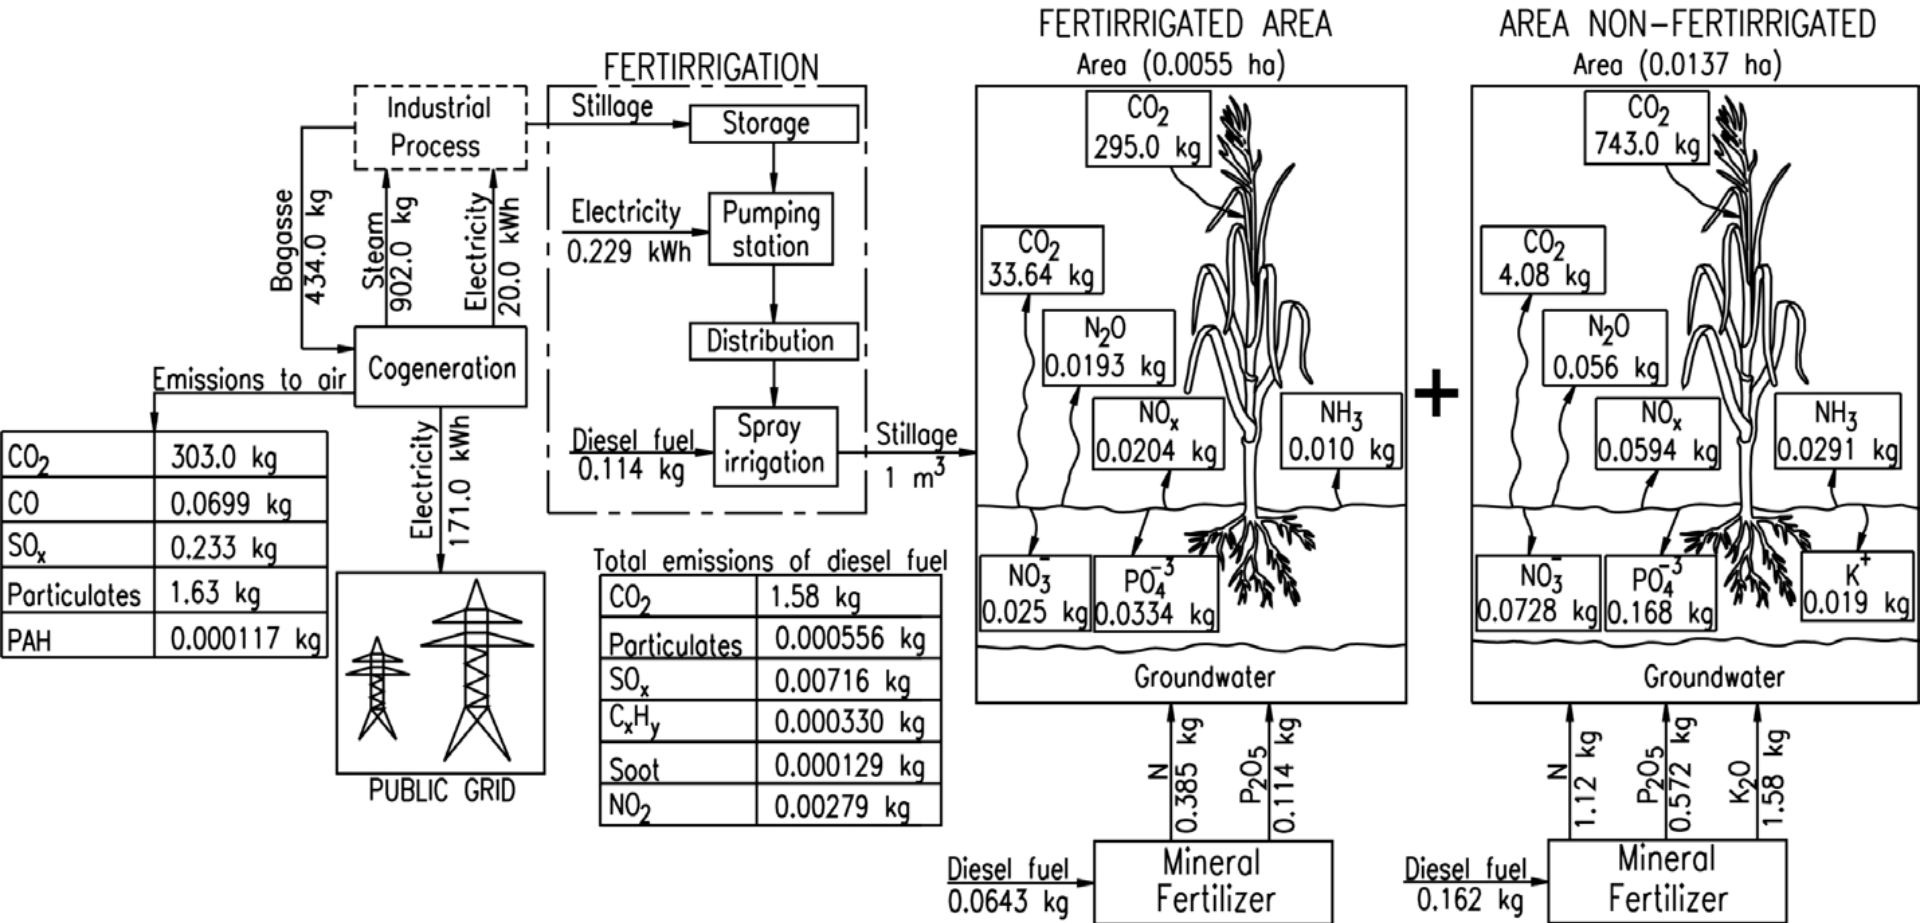 FERTIRRIGATED AREA
Area (0.0055 ha)
AREA NON-FERTIRRIGATED
Area (0.0137 ha)
FERTIRRIGATION
Industrial
Process
Stillage
Storage
Bagasse
434.0 kg
Steam
902.0 kg
Electricity
20.0 kWh
Electricity
0.229 kWh
Pumping
station
Distribution
Cogeneration
Emissions to air
CO2 303.0 kg
CO 0.0699 kg
SOx 0.233 kg
Particulates 1.63 kg
PAH 0.000117 kg
Electricity
171.0 kWh
PUBLIC GRID
Diesel fuel
0.114 kg
Spray
irrigation
Stillage
1 m³
Total emissions of diesel fuel
CO2 1.58 kg
Particulates 0.000556 kg
SOx 0.00716 kg
CxHy 0.000330 kg
Soot 0.000129 kg
NO2 0.00279 kg
CO2
295.0 kg
CO2
33.64 kg
N2O
0.0193 kg
NOx
0.0204 kg
NH3
0.010 kg
NO3-
0.025 kg
PO4-3
0.0334 kg
Groundwater
N
0.385 kg
P2O5
0.114 kg
Diesel fuel
0.0643 kg
Mineral
Fertilizer
+
CO2
743.0 kg
CO2
4.08 kg
N2O
0.056 kg
NOx
0.0594 kg
NH3
0.0291 kg
NO3-
0.0728 kg
PO4-3
0.168 kg
K+
0.019 kg
Groundwater
N
1.12 kg
P2O5
0.572 kg
K2O
1.58 kg
Diesel fuel
0.162 kg
Mineral
Fertilizer